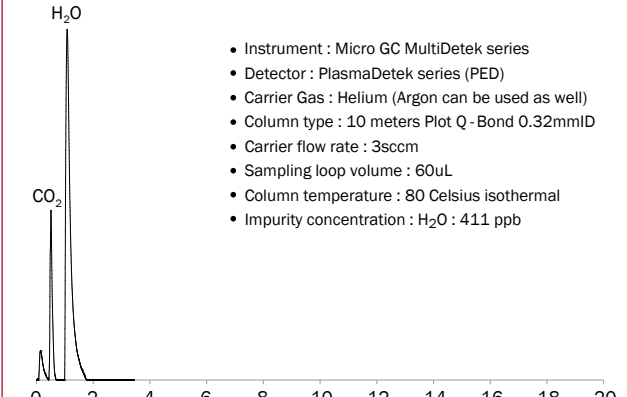 H₂O
• Instrument : Micro GC MultiDetek series
• Detector : PlasmaDetek series (PED)
• Carrier Gas : Helium (Argon can be used as well)
• Column type : 10 meters Plot Q-Bond 0.32mmID
• Carrier flow rate : 3sccm
• Sampling loop volume : 60uL
• Column temperature : 80 Celsius isothermal
• Impurity concentration : H₂O : 411 ppb
CO₂
0 2 4 6 8 10 12 14 16 18 20